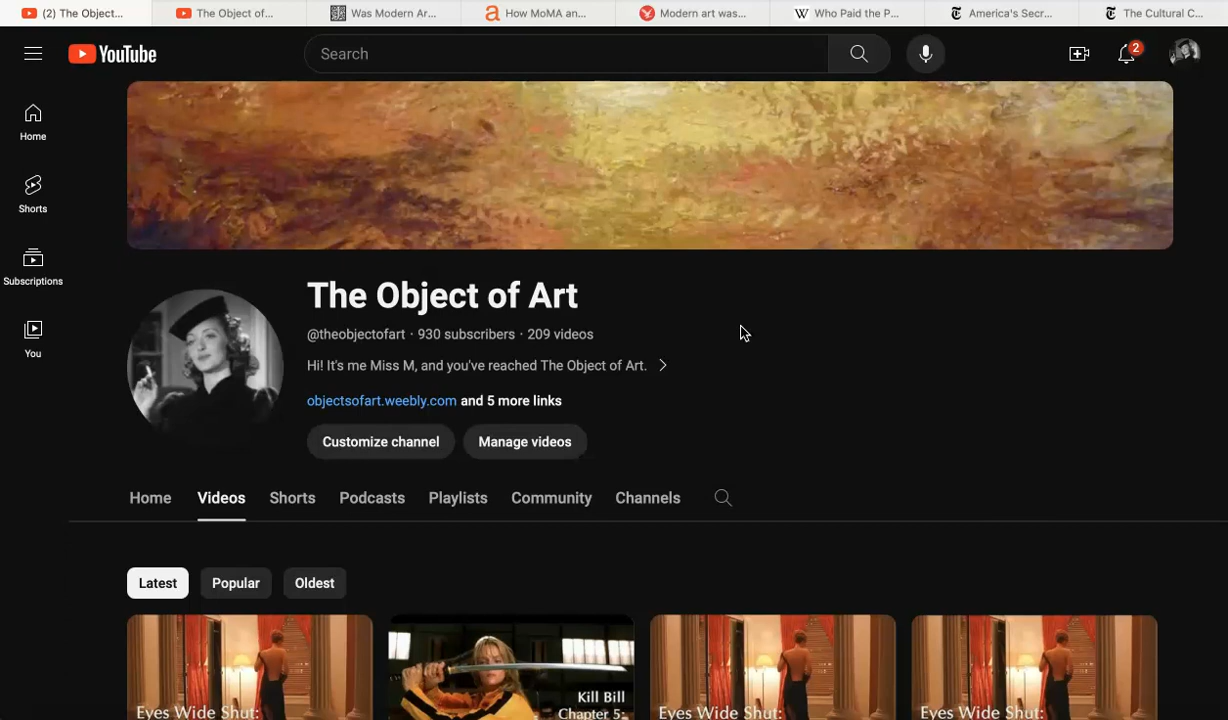 (2) The Object...
The Object of...
Was Modern Ar...
How MoMA an...
Modern art was...
Who Paid the P...
America's Secr...
The Cultural C...
YouTube
Search
2
Home
Shorts
Subscriptions
You
The Object of Art
@theobjectofart · 930 subscribers · 209 videos
Hi! It's me Miss M, and you've reached The Object of Art.
objectsofart.weebly.com and 5 more links
Customize channel
Manage videos
Home
Videos
Shorts
Podcasts
Playlists
Community
Channels
Latest
Popular
Oldest
Eyes Wide Shut:
Kill Bill
Chapter 5:
Eyes Wide Shut:
Eyes Wide Shut: